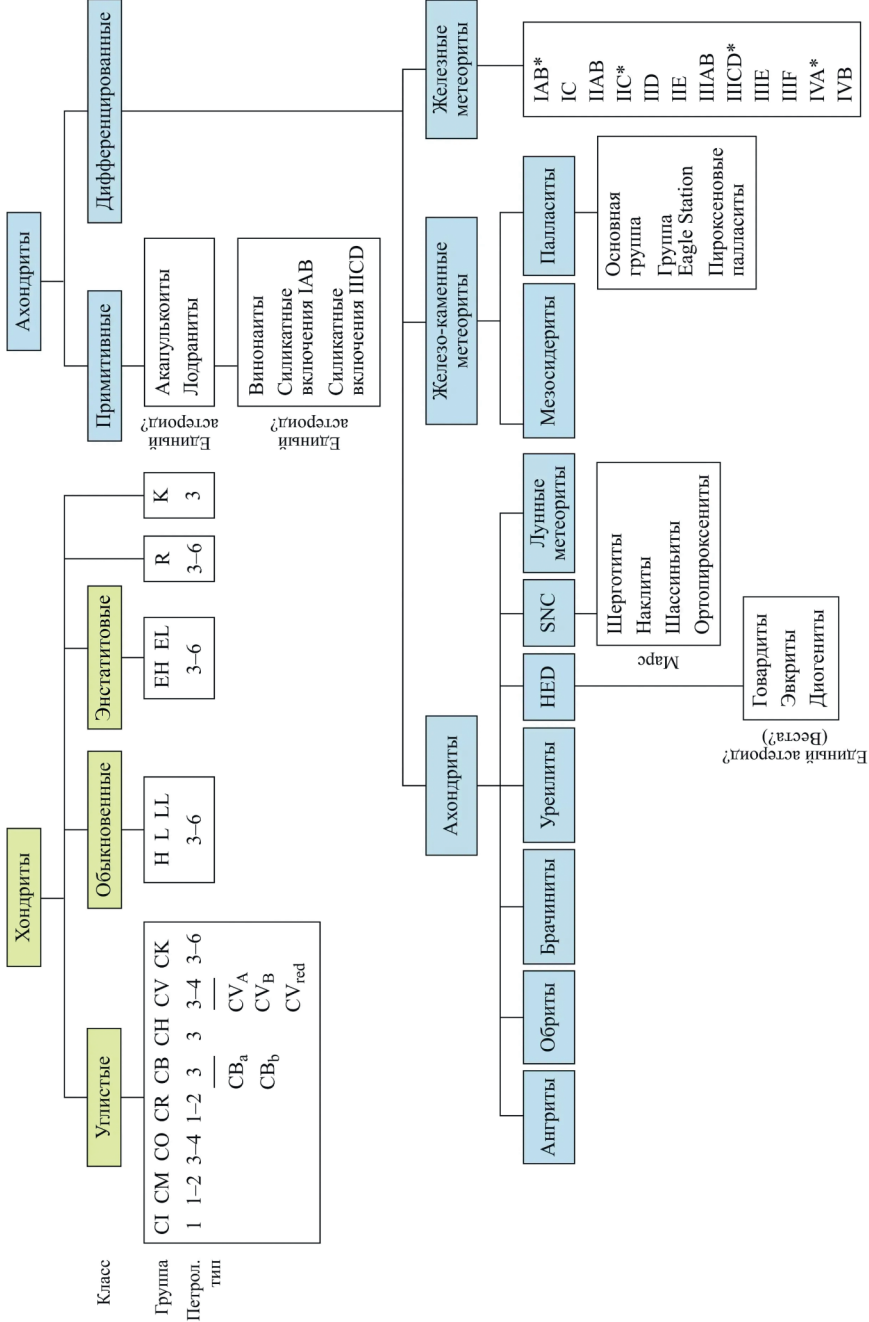 Хондриты
Ахондриты
Класс
Углистые
Обыкновенные
Энстатитовые
Примитивные
Дифференцированные
Группа
CI CM CO CR CB CH CV CK
H L LL
EH EL
R
K
Петрол.
тип
1 1–2 3–4 1–2 3 3 3–4 3–6
3–6
3–6
3–6
3
CBa
CBb
CVA
CVB
CVred
Единый
астероид?
Акапулькоиты
Лодраниты
Единый
астероид?
Винонаиты
Силикатные
включения IAB
Силикатные
включения IIICD
Ахондриты
Железо-каменные
метеориты
Железные
метеориты
Ангриты
Обриты
Брачиниты
Уреилиты
HED
SNC
Лунные
метеориты
Мезосидериты
Палласиты
IAB*
IC
IIAB
IIC*
IID
IIE
IIIAB
IIICD*
IIIE
IIIF
IVA*
IVB
Марс
Шерготиты
Наклиты
Шассиньиты
Ортопироксениты
Основная
группа
Группа
Eagle Station
Пироксеновые
палласиты
Единый астероид?
(Веста?)
Говардиты
Эвкриты
Диогениты